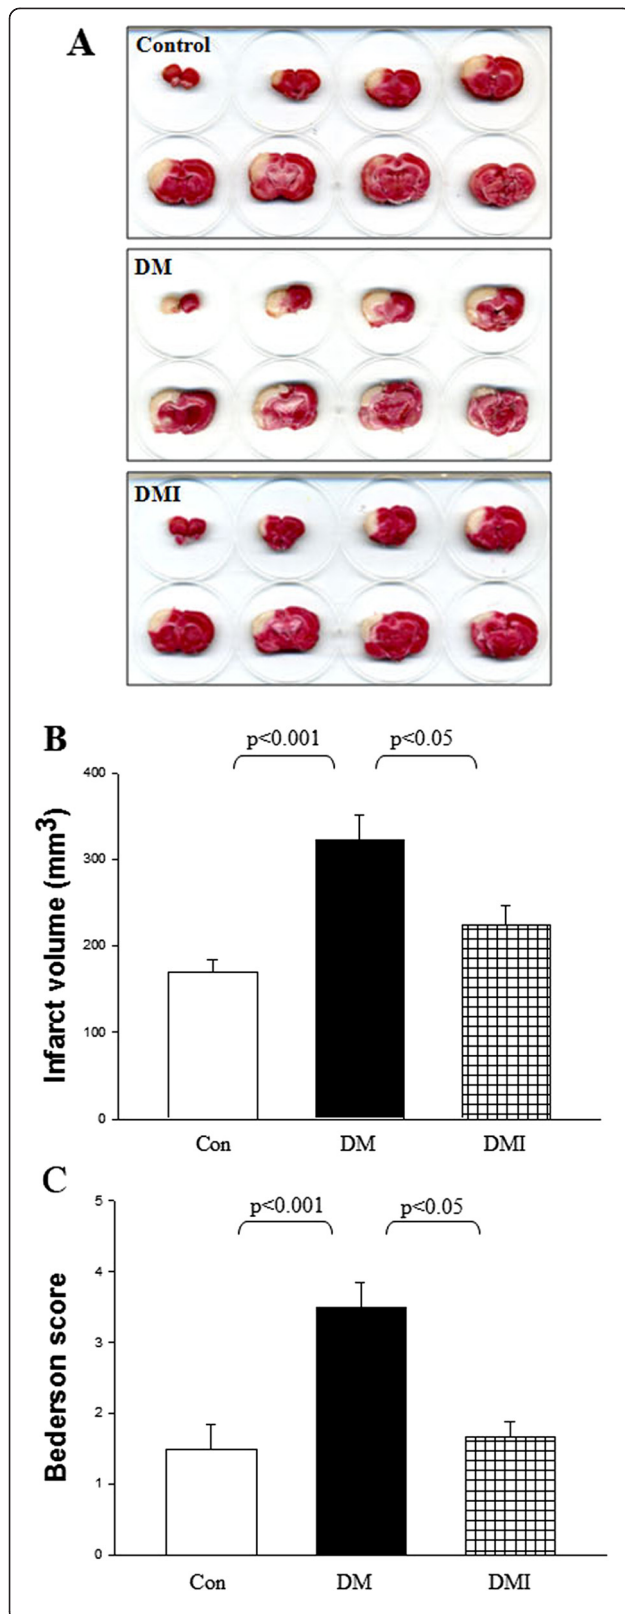 A
Control
DM
DMI
B
p<0.001 p<0.05
Infarct volume (mm³)
400
300
200
100
0
Con DM DMI
C
p<0.001 p<0.05
Bederson score
5
4
3
2
1
0
Con DM DMI